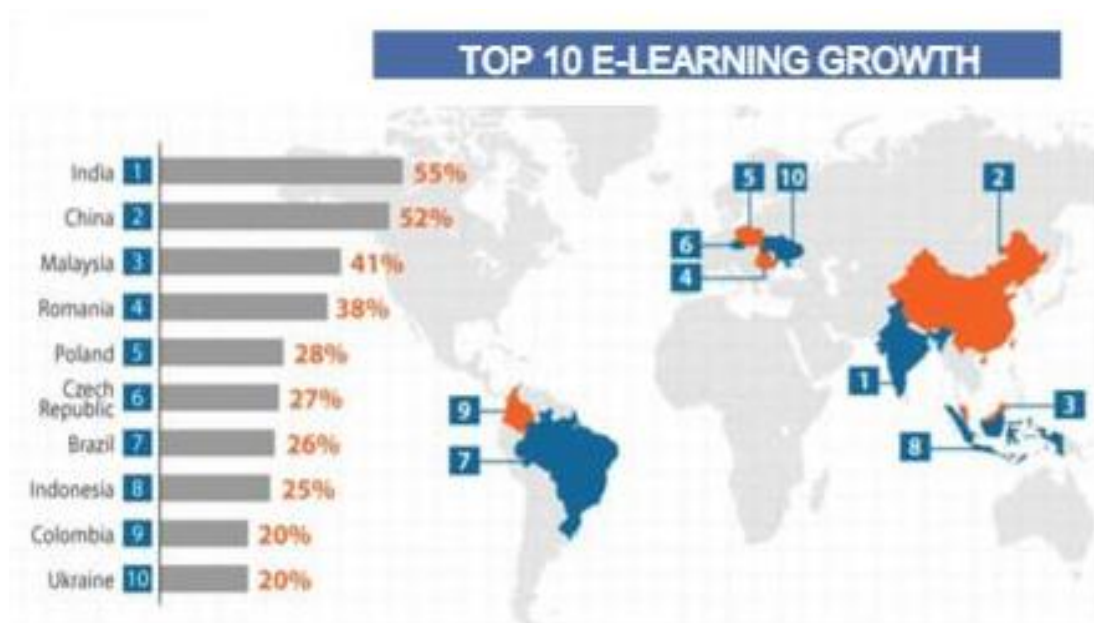 TOP 10 E-LEARNING GROWTH
India 1 55%
China 2 52%
Malaysia 3 41%
Romania 4 38%
Poland 5 28%
Czech
Republic 6 27%
Brazil 7 26%
Indonesia 8 25%
Colombia 9 20%
Ukraine 10 20%
5 10 2
6
4
1
9 3
7 8